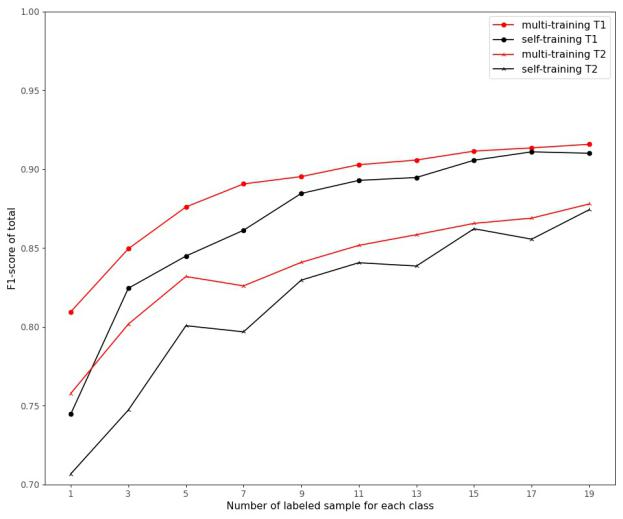 1.00
0.95
0.90
0.85
0.80
0.75
0.70
F1-score of total
multi-training T1
self-training T1
multi-training T2
self-training T2
1 3 5 7 9 11 13 15 17 19
Number of labeled sample for each class